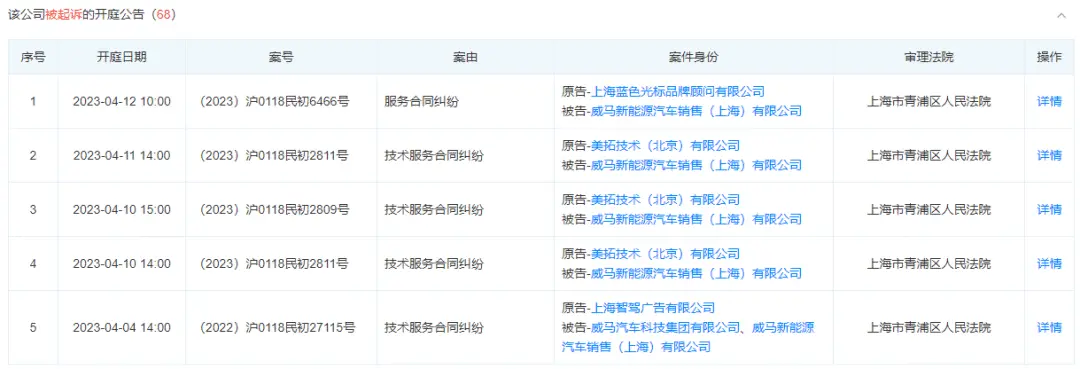 该公司被起诉的开庭公告（68）
序号 开庭日期 案号 案由 案件身份 审理法院 操作
1 2023-04-12 10:00 （2023）沪0118民初6466号 服务合同纠纷 原告-上海蓝色光标品牌顾问有限公司 上海市青浦区人民法院 详情
被告-威马新能源汽车销售（上海）有限公司
2 2023-04-11 14:00 （2023）沪0118民初2811号 技术服务合同纠纷 原告-美拓技术（北京）有限公司 上海市青浦区人民法院 详情
被告-威马新能源汽车销售（上海）有限公司
3 2023-04-10 15:00 （2023）沪0118民初2809号 技术服务合同纠纷 原告-美拓技术（北京）有限公司 上海市青浦区人民法院 详情
被告-威马新能源汽车销售（上海）有限公司
4 2023-04-10 14:00 （2023）沪0118民初2811号 技术服务合同纠纷 原告-美拓技术（北京）有限公司 上海市青浦区人民法院 详情
被告-威马新能源汽车销售（上海）有限公司
5 2023-04-04 14:00 （2022）沪0118民初27115号 技术服务合同纠纷 原告-上海智驾广告有限公司 上海市青浦区人民法院 详情
被告-威马汽车科技集团有限公司、威马新能源
汽车销售（上海）有限公司